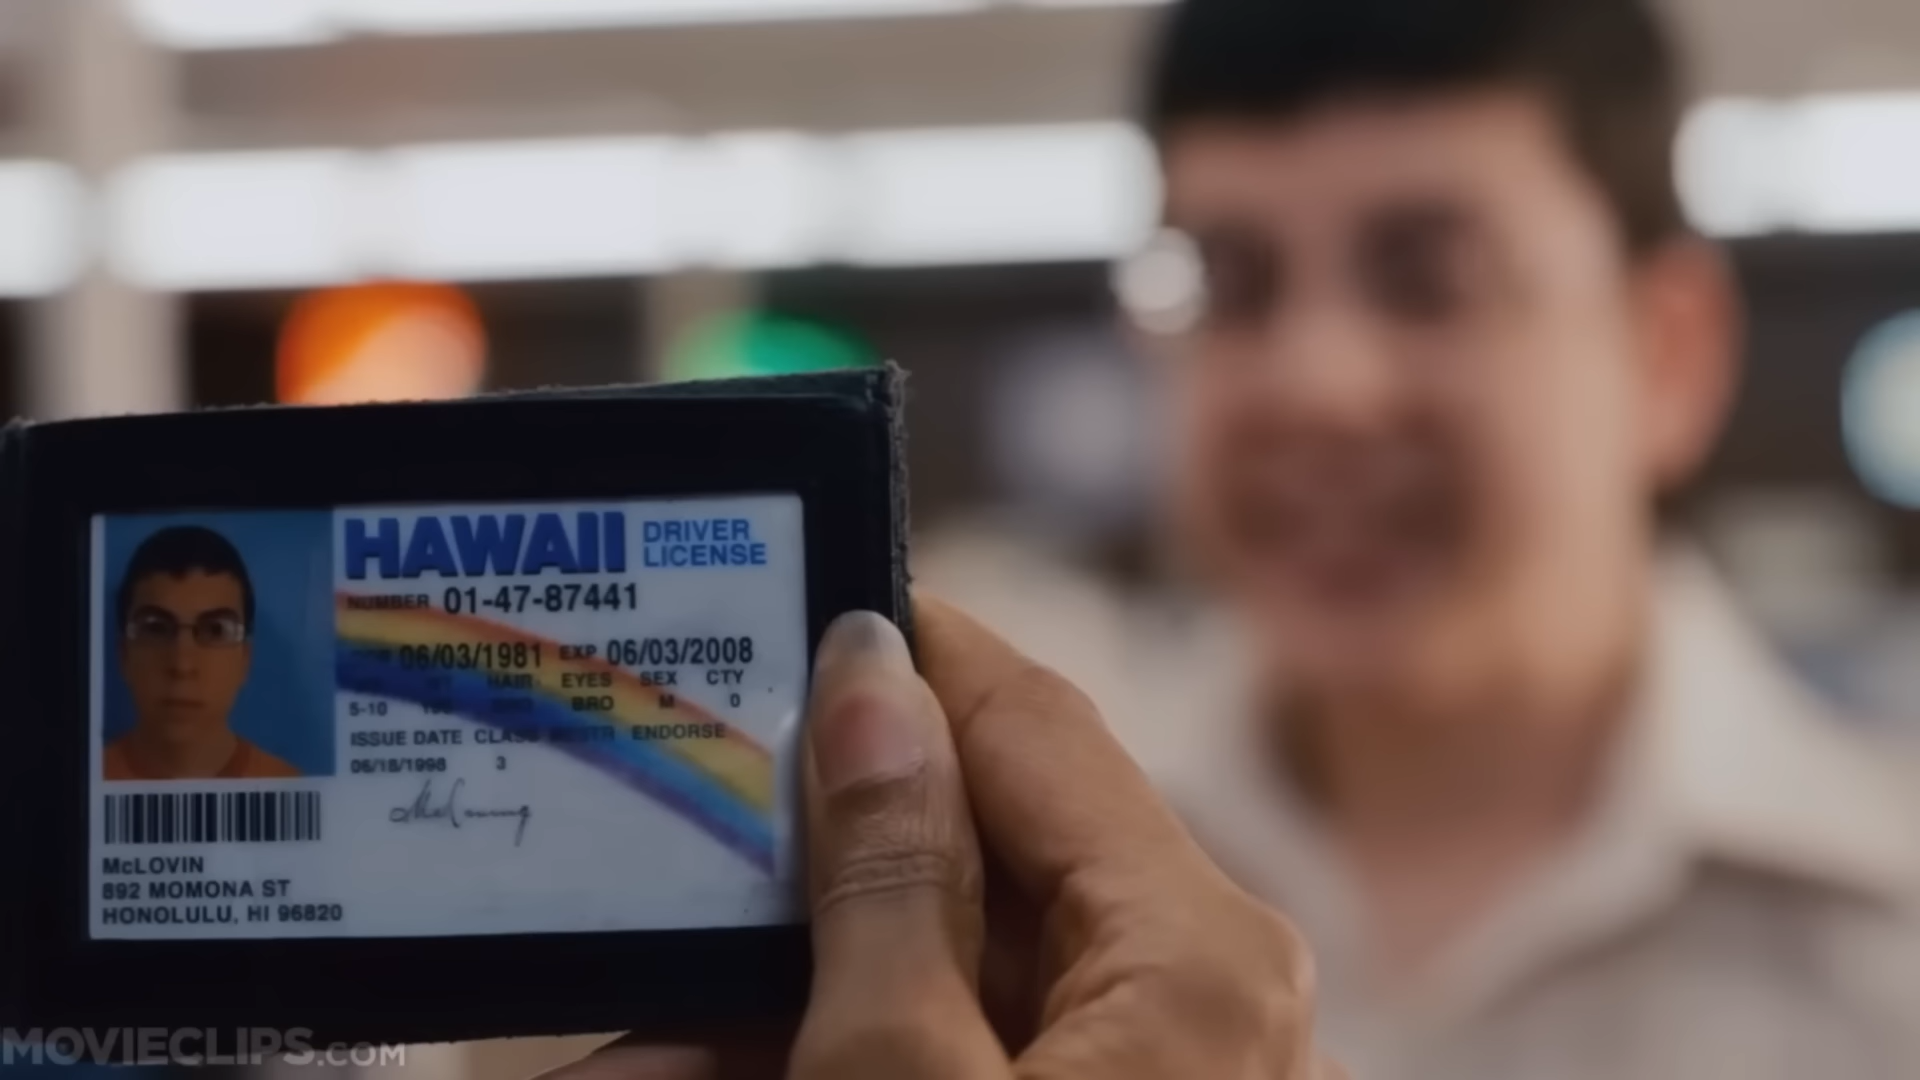 HAWAII DRIVER LICENSE
NUMBER 01-47-87441
06/03/1981 EXP 06/03/2008
HAIR EYES SEX CTY
5-10 BRO M 0
ISSUE DATE CLASS RESTR ENDORSE
06/18/1998 3
McLOVIN
892 MOMONA ST
HONOLULU, HI 96820
MOVIECLIPS.COM